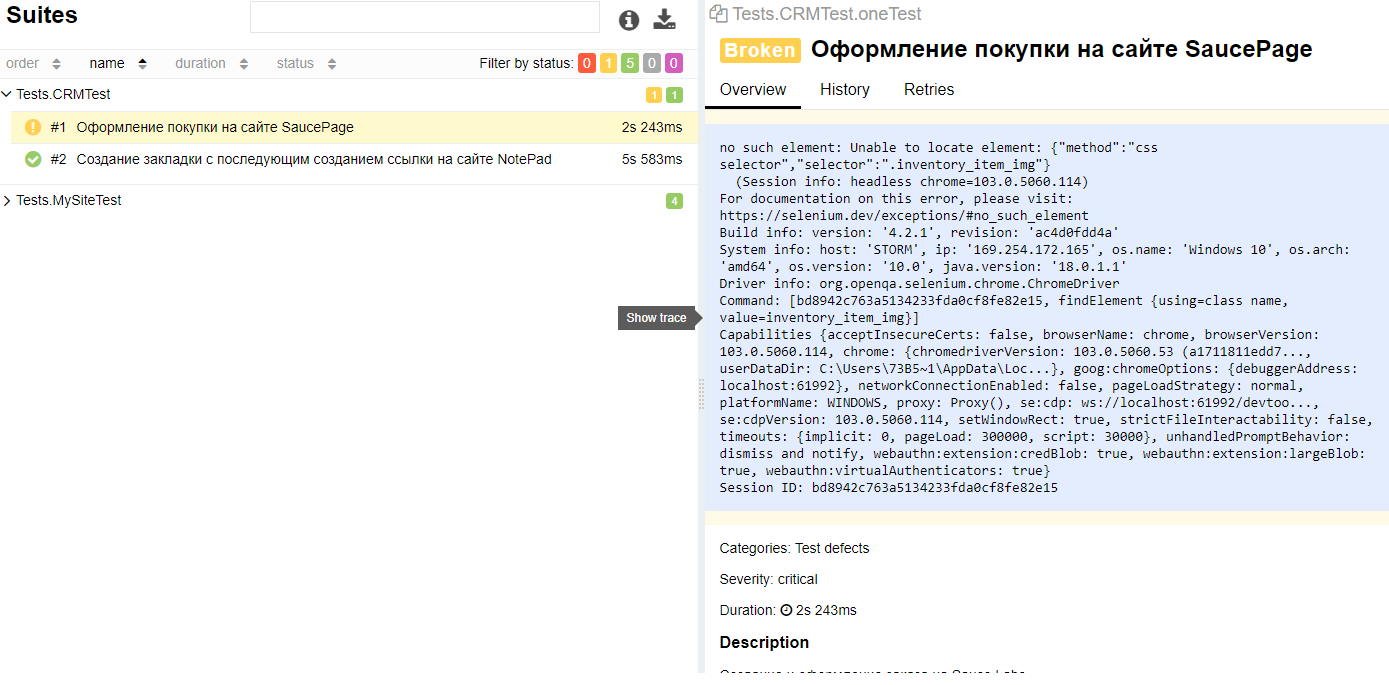 Suites
order name duration status Filter by status: 0 1 5 0 0
Tests.CRMTest 1 1
#1 Оформление покупки на сайте SaucePage 2s 243ms
#2 Создание закладки с последующим созданием ссылки на сайте NotePad 5s 583ms
Tests.MySiteTest 4
Show trace
Tests.CRMTest.oneTest
Broken Оформление покупки на сайте SaucePage
Overview History Retries
no such element: Unable to locate element: {"method":"css
selector","selector":".inventory_item_img"}
(Session info: headless chrome=103.0.5060.114)
For documentation on this error, please visit:
https://selenium.dev/exceptions/#no_such_element
Build info: version: '4.2.1', revision: 'ac4d0fdd4a'
System info: host: 'STORM', ip: '169.254.172.165', os.name: 'Windows 10', os.arch:
'amd64', os.version: '10.0', java.version: '18.0.1.1'
Driver info: org.openqa.selenium.chrome.ChromeDriver
Command: [bd8942c763a5134233fda0cf8fe82e15, findElement {using=class name,
value=inventory_item_img}]
Capabilities {acceptInsecureCerts: false, browserName: chrome, browserVersion:
103.0.5060.114, chrome: {chromedriverVersion: 103.0.5060.53 (a1711811edd7...,
userDataDir: C:\Users\73B5~1\AppData\Loc...}, goog:chromeOptions: {debuggerAddress:
localhost:61992}, networkConnectionEnabled: false, pageLoadStrategy: normal,
platformName: WINDOWS, proxy: Proxy(), se:cdp: ws://localhost:61992/devtoo...,
se:cdpVersion: 103.0.5060.114, setWindowRect: true, strictFileInteractability: false,
timeouts: {implicit: 0, pageLoad: 300000, script: 30000}, unhandledPromptBehavior:
dismiss and notify, webauthn:extension:credBlob: true, webauthn:extension:largeBlob:
true, webauthn:virtualAuthenticators: true}
Session ID: bd8942c763a5134233fda0cf8fe82e15
Categories: Test defects
Severity: critical
Duration: 2s 243ms
Description